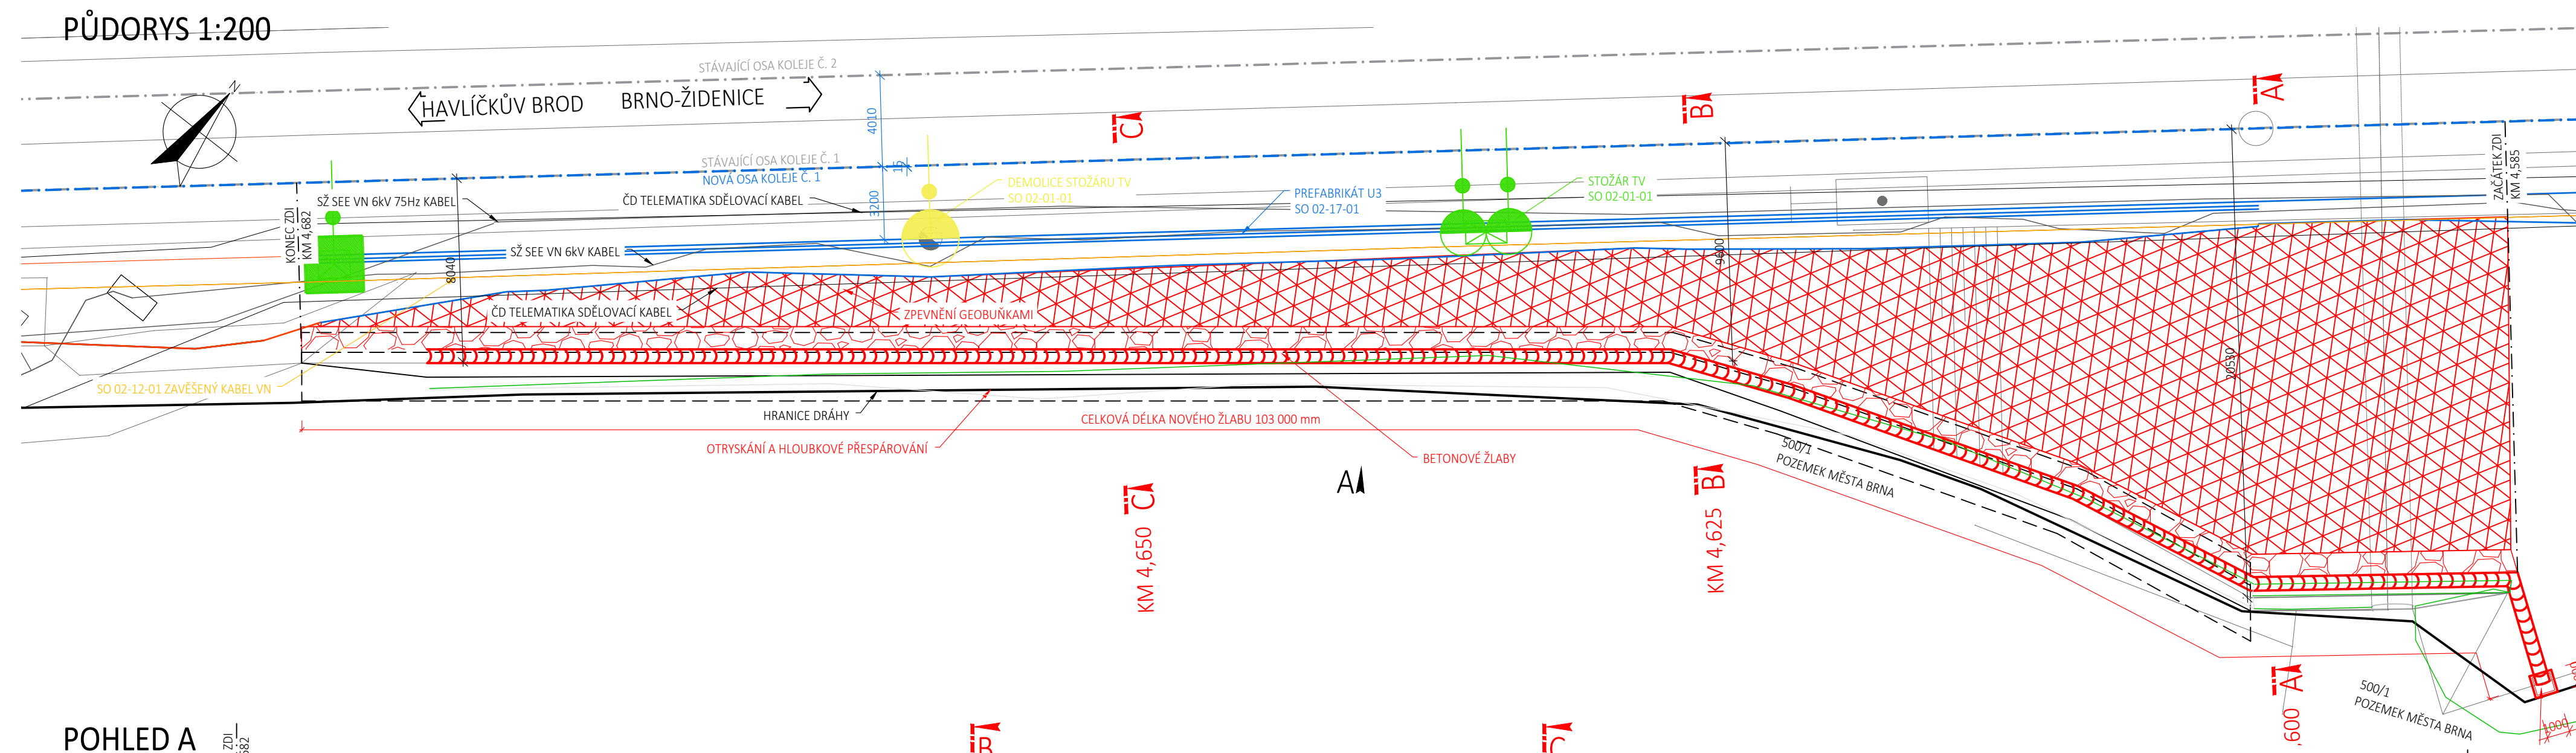 PŮDORYS 1:200
STÁVAJÍCÍ OSA KOLEJE Č. 2
N
HAVLÍČKŮV BROD
BRNO-ŽIDENICE
4010
C
B
A
STÁVAJÍCÍ OSA KOLEJE Č. 1
NOVÁ OSA KOLEJE Č. 1
15
3200
KONEC ZDI
KM 4,682
SŽ SEE VN 6kV 75Hz KABEL
ČD TELEMATIKA SDĚLOVACÍ KABEL
DEMOLICE STOŽÁRU TV
SO 02-01-01
PREFABRIKÁT U3
SO 02-17-01
STOŽÁR TV
SO 02-01-01
ZAČÁTEK ZDI
KM 4,585
SŽ SEE VN 6kV KABEL
8040
9600
20530
ČD TELEMATIKA SDĚLOVACÍ KABEL
ZPEVNĚNÍ GEOBUŇKAMI
SO 02-12-01 ZAVĚŠENÝ KABEL VN
HRANICE DRÁHY
CELKOVÁ DÉLKA NOVÉHO ŽLABU 103 000 mm
OTRYSKÁNÍ A HLOUBKOVÉ PŘESPÁROVÁNÍ
BETONOVÉ ŽLABY
500/1
POZEMEK MĚSTA BRNA
A
C
KM 4,650
B
KM 4,625
A
,600
500/1
POZEMEK MĚSTA BRNA
1000
POHLED A
ZDI
582
B
C